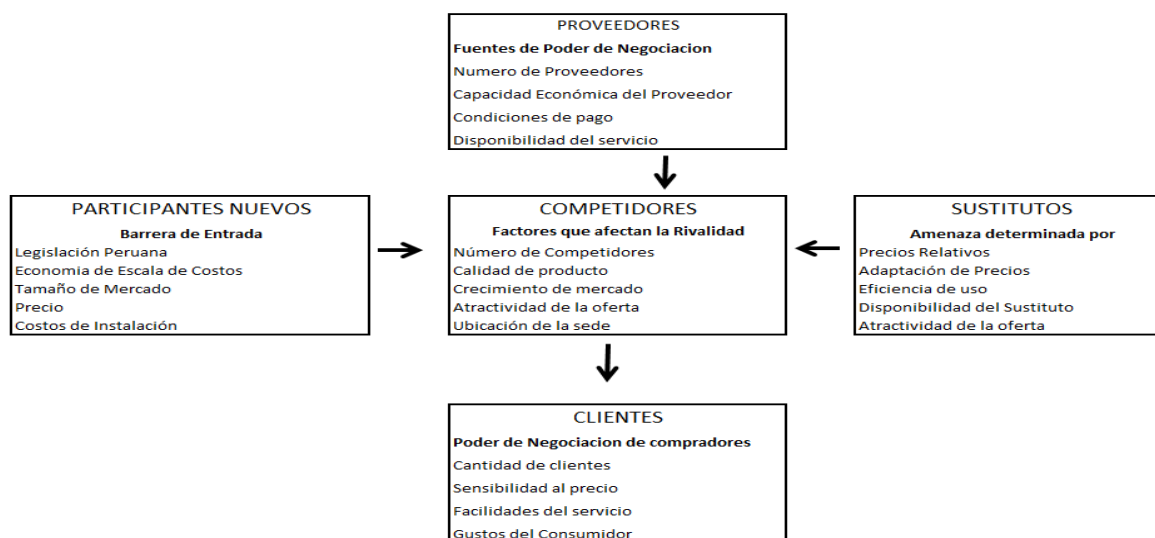 PROVEEDORES
Fuentes de Poder de Negociacion
Numero de Proveedores
Capacidad Económica del Proveedor
Condiciones de pago
Disponibilidad del servicio
PARTICIPANTES NUEVOS
Barrera de Entrada
Legislación Peruana
Economia de Escala de Costos
Tamaño de Mercado
Precio
Costos de Instalación
COMPETIDORES
Factores que afectan la Rivalidad
Número de Competidores
Calidad de producto
Crecimiento de mercado
Atractividad de la oferta
Ubicación de la sede
SUSTITUTOS
Amenaza determinada por
Precios Relativos
Adaptación de Precios
Eficiencia de uso
Disponibilidad del Sustituto
Atractividad de la oferta
CLIENTES
Poder de Negociacion de compradores
Cantidad de clientes
Sensibilidad al precio
Facilidades del servicio
Gustos del Consumidor